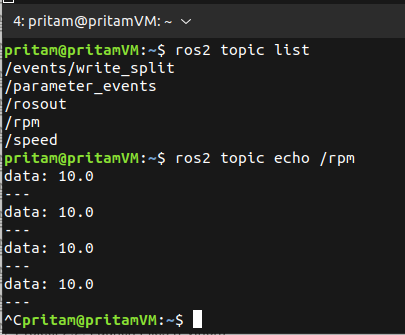 4: pritam@pritamVM: ~
pritam@pritamVM:~$ ros2 topic list
/events/write_split
/parameter_events
/rosout
/rpm
/speed
pritam@pritamVM:~$ ros2 topic echo /rpm
data: 10.0
---
data: 10.0
---
data: 10.0
---
data: 10.0
---
^Cpritam@pritamVM:~$